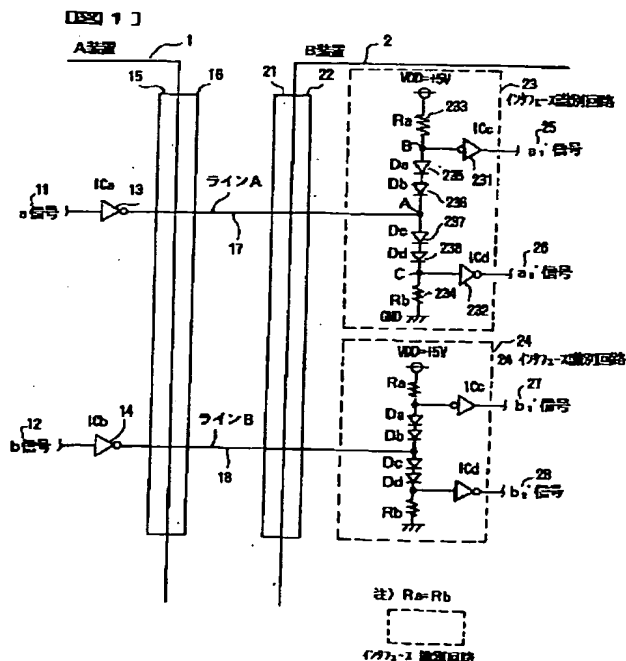 【図1】
A装置
1
B装置
2
15
16
21
22
VDD=+5V
23
インタフェース識別回路
Ra
233
B
ICc
25
a₁'信号
Da
235
231
Db
236
11
a信号
ICa
13
ラインA
17
A
Dc
237
Dd
238
ICd
26
a₂'信号
C
232
Rb
234
GND
24
VDD=+5V
24 インタフェース識別回路
Ra
ICc
27
b₁'信号
Da
Db
12
b信号
ICb
14
ラインB
18
Dc
Dd
ICd
28
b₂'信号
Rb
注) Ra=Rb
インタフェース 識別回路